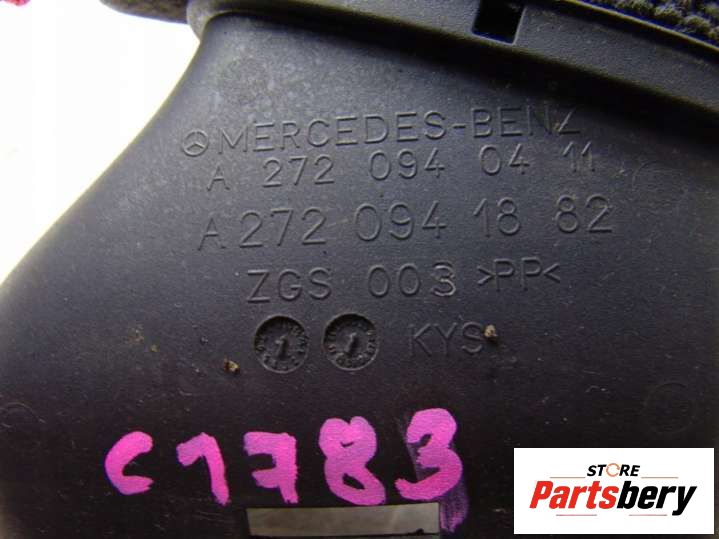 MERCEDES-BENZ
A 272 094 04 11
A 272 094 18 82
ZGS 003 >PP<
KYS
C1783
STORE
Partsbery